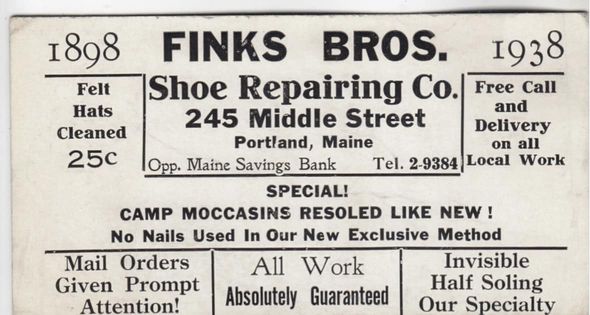 1898 FINKS BROS. 1938
Felt
Hats
Cleaned
25c
Shoe Repairing Co.
245 Middle Street
Portland, Maine
Opp. Maine Savings Bank Tel. 2-9384
Free Call
and
Delivery
on all
Local Work
SPECIAL!
CAMP MOCCASINS RESOLED LIKE NEW!
No Nails Used In Our New Exclusive Method
Mail Orders
Given Prompt
Attention!
All Work
Absolutely Guaranteed
Invisible
Half Soling
Our Specialty